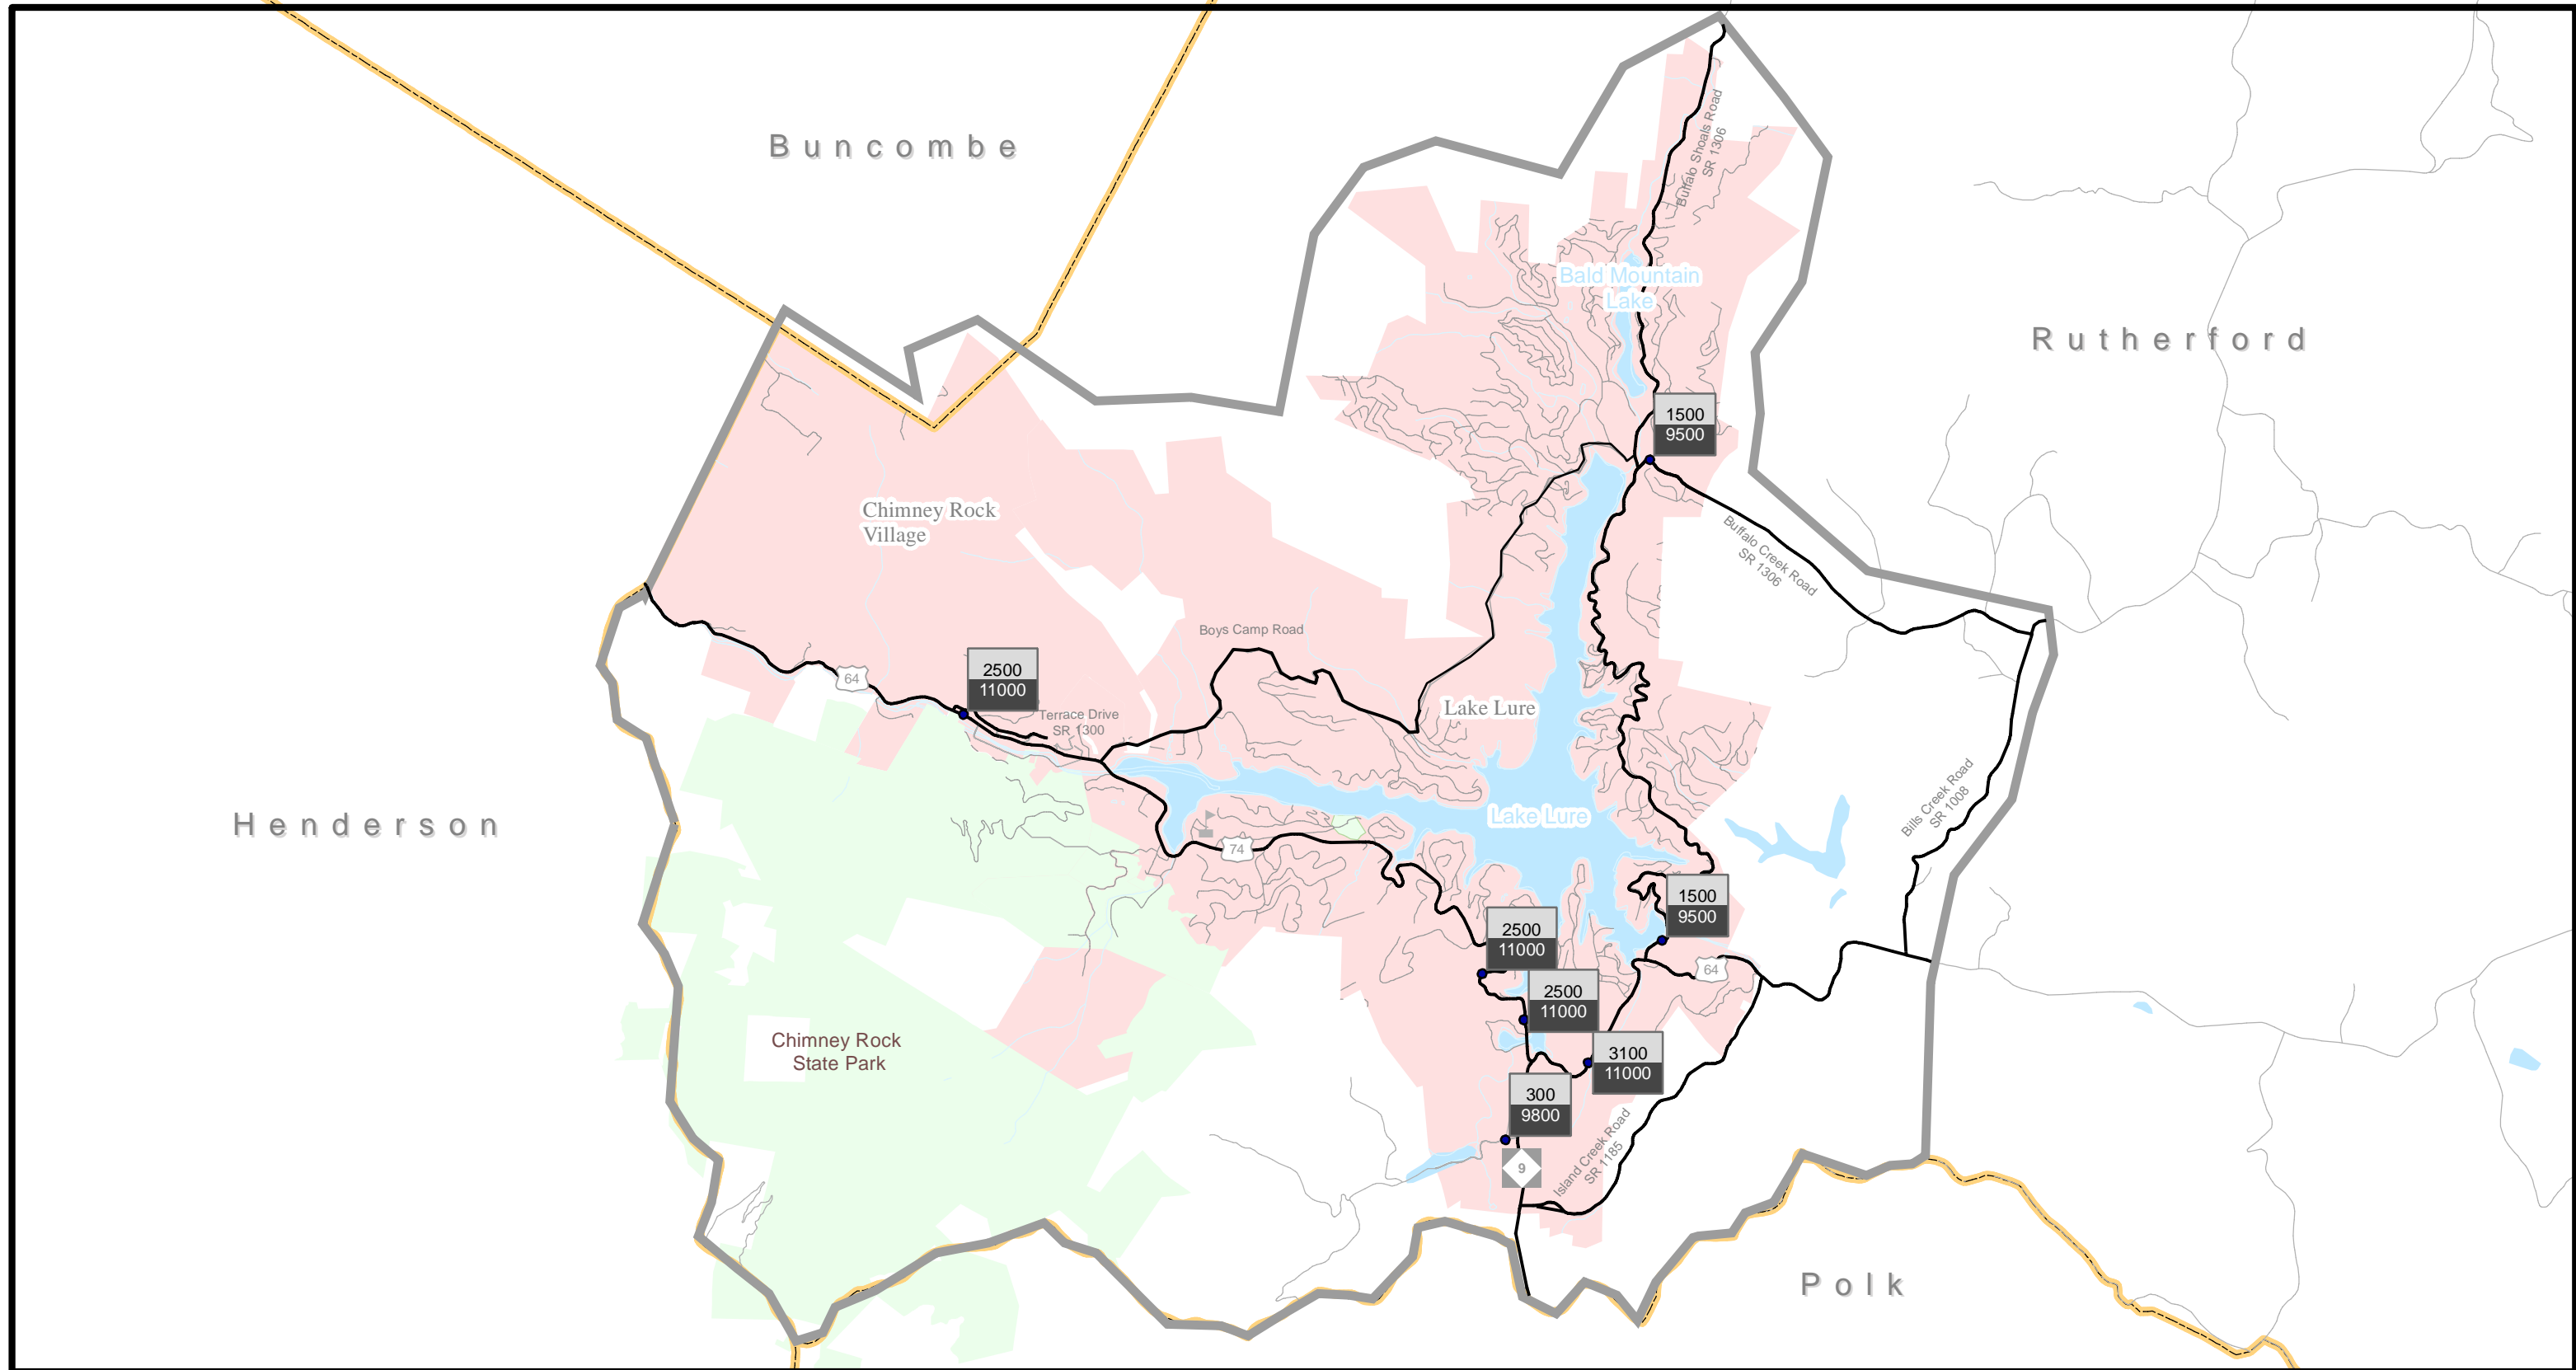 Buncombe
Buffalo Shoals Road
SR 1306
Bald Mountain
Lake
Rutherford
1500
9500
Chimney Rock
Village
Buffalo Creek Road
SR 1306
Boys Camp Road
64
2500
11000
Terrace Drive
SR 1300
Lake Lure
Henderson
Lake Lure
74
Bills Creek Road
SR 1008
1500
9500
2500
11000
64
2500
11000
Chimney Rock
State Park
3100
11000
300
9800
9
Island Creek Road
SR 1185
Polk